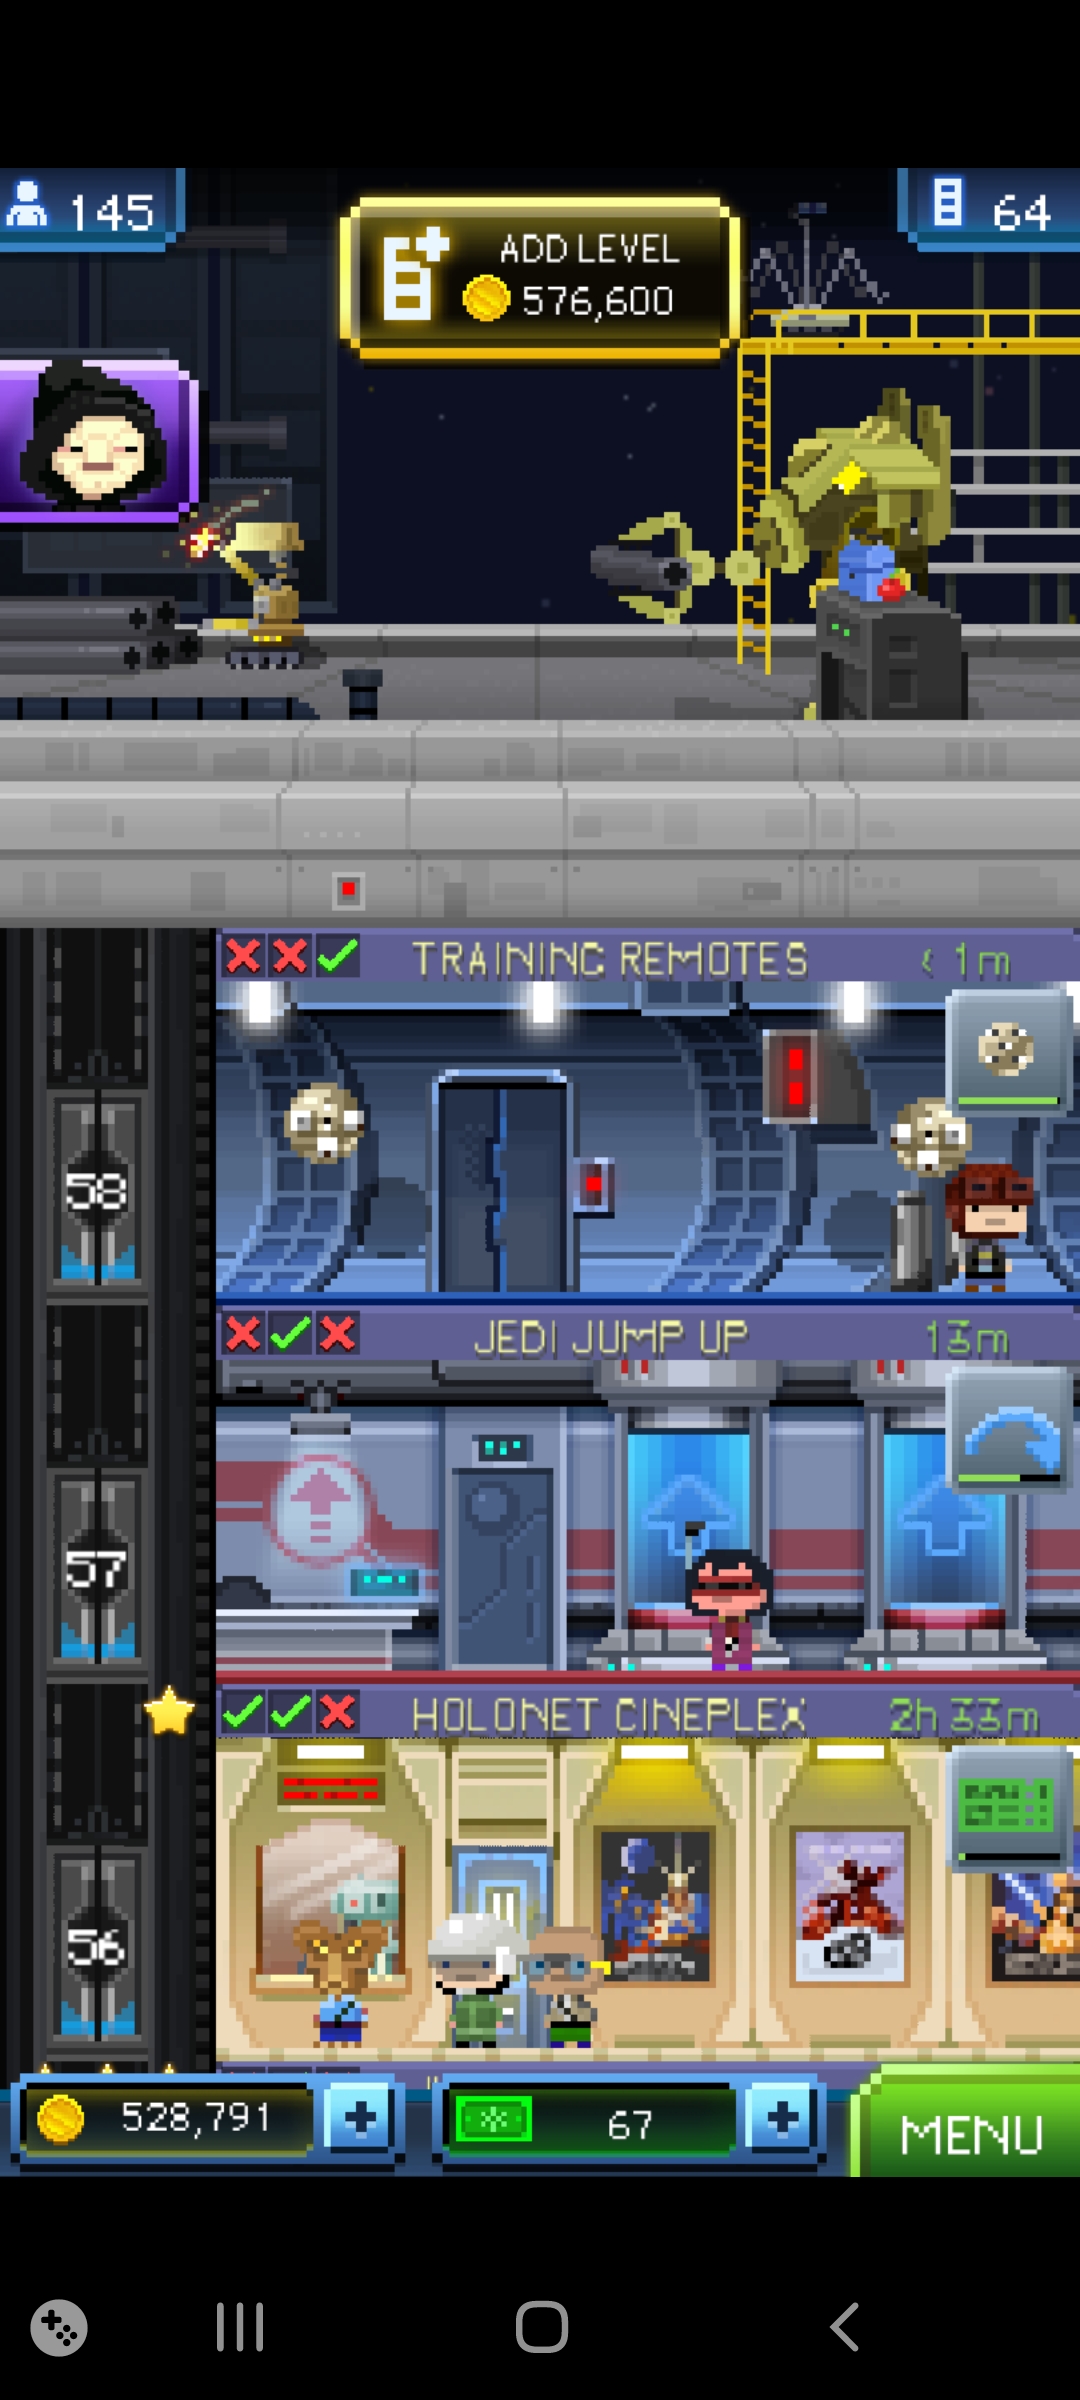 145
ADD LEVEL
576,600
64
TRAINING REMOTES < 1m
58
JEDI JUMP UP 13m
57
HOLONET CINEPLEX 2h 33m
56
528,791
67
MENU